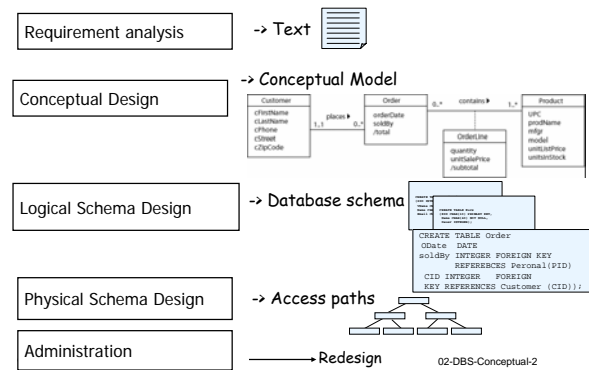 Requirement analysis
-> Text
-> Conceptual Model
Conceptual Design
Customer
cFirstName
cLastName
cPhone
cStreet
cZipCode
places
1..1
0..*
Order
orderDate
soldBy
/total
0..*
contains
1..*
Product
UPC
prodName
mfgr
model
unitListPrice
unitsInStock
OrderLine
quantity
unitSalePrice
/subtotal
Logical Schema Design
-> Database schema
CREATE TABLE Order
ODate DATE
soldBy INTEGER FOREIGN KEY
REFEREBCES Peronal(PID)
CID INTEGER FOREIGN
KEY REFERENCES Customer (CID));
Physical Schema Design
-> Access paths
Administration
Redesign
02-DBS-Conceptual-2